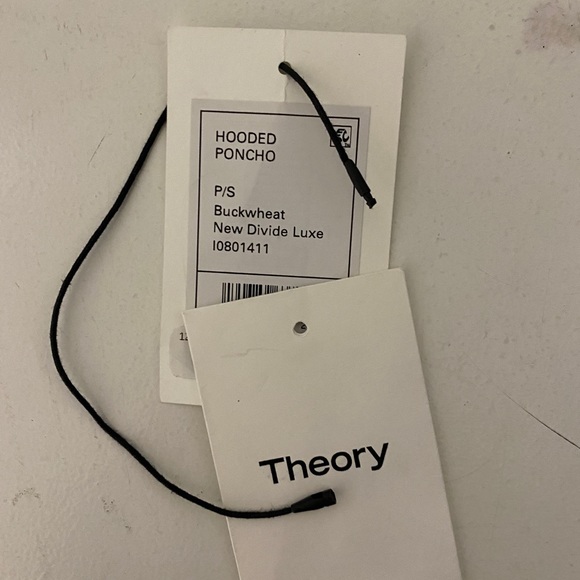 HOODED
PONCHO
P/S
Buckwheat
New Divide Luxe
I0801411
Theory